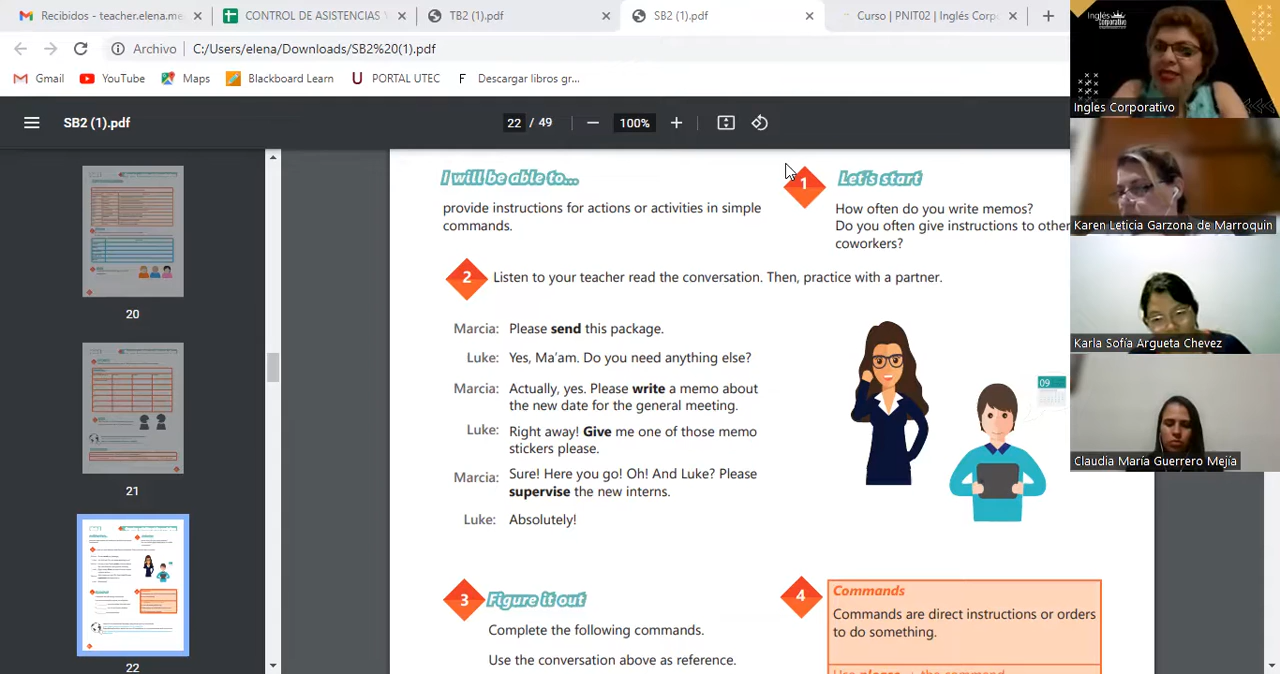 Recibidos - teacher.elena.me
CONTROL DE ASISTENCIAS
TB2 (1).pdf
SB2 (1).pdf
Curso | PNIT02 | Inglés Corpo
Archivo
C:/Users/elena/Downloads/SB2%20(1).pdf
Gmail
YouTube
Maps
Blackboard Learn
PORTAL UTEC
F
Descargar libros gr...
SB2 (1).pdf
22 / 49
100%
20
21
22
I will be able to...
provide instructions for actions or activities in simple
commands.
1
Let's start
How often do you write memos?
Do you often give instructions to other
coworkers?
2
Listen to your teacher read the conversation. Then, practice with a partner.
Marcia: Please send this package.
Luke: Yes, Ma'am. Do you need anything else?
Marcia: Actually, yes. Please write a memo about
the new date for the general meeting.
Luke: Right away! Give me one of those memo
stickers please.
Marcia: Sure! Here you go! Oh! And Luke? Please
supervise the new interns.
Luke: Absolutely!
09
3
Figure it out
Complete the following commands.
Use the conversation above as reference.
4
Commands
Commands are direct instructions or orders
to do something.
Use please + the command
Inglés
Corporativo
Ingles Corporativo
Karen Leticia Garzona de Marroquin
Karla Sofía Argueta Chevez
Claudia María Guerrero Mejía